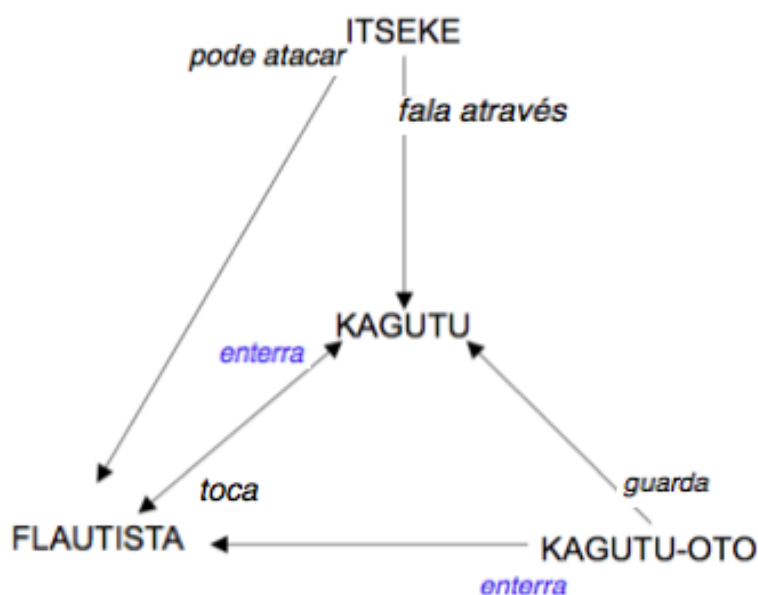 ITSEKE
pode atacar
fala através
KAGUTU
enterra
toca
guarda
FLAUTISTA
KAGUTU-OTO
enterra